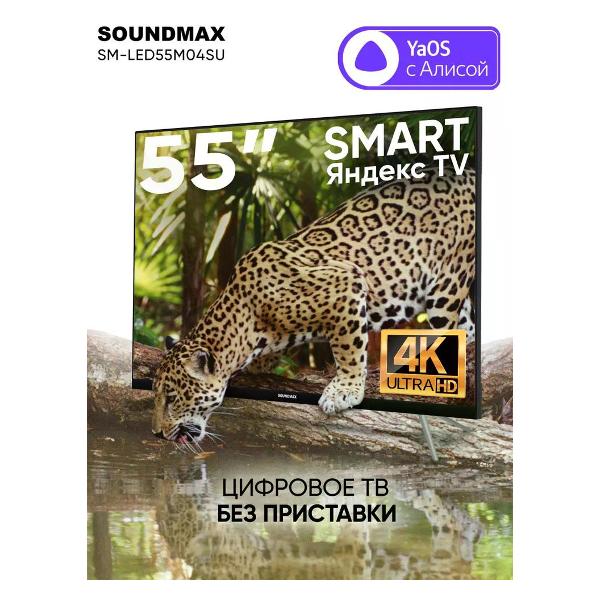 SOUNDMAX
SM-LED55M04SU
YaOS
с Алисой
55"
SMART
Яндекс TV
4K
ULTRA HD
SOUNDMAX
ЦИФРОВОЕ ТВ
БЕЗ ПРИСТАВКИ